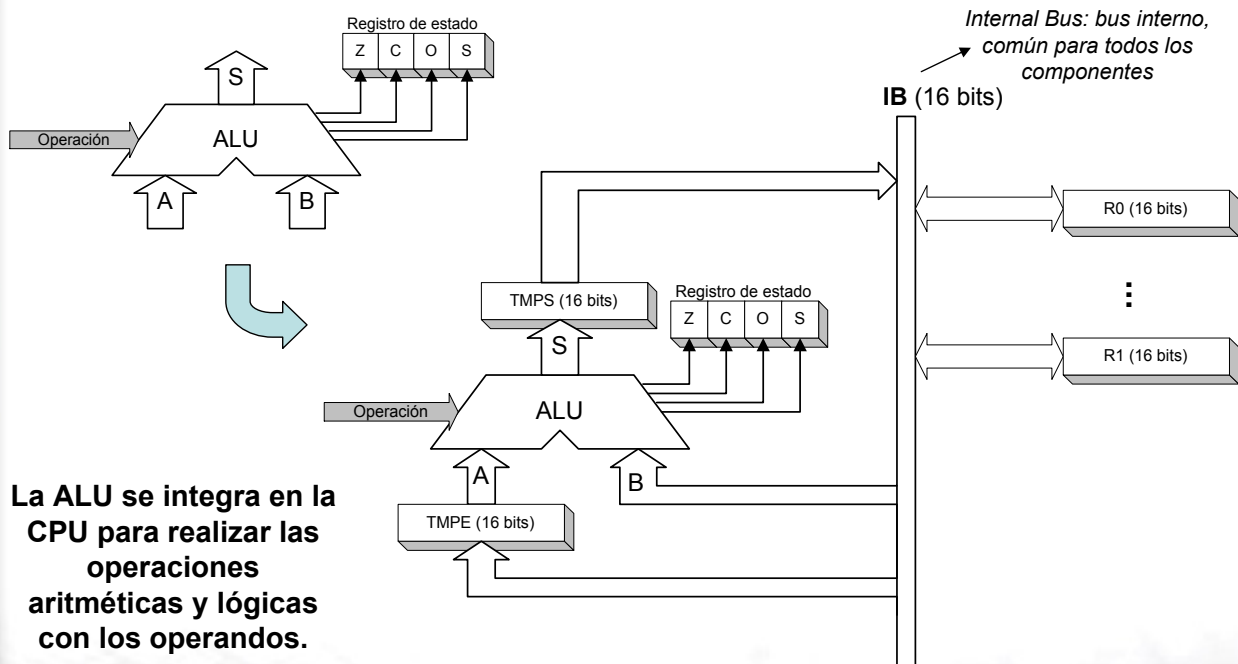 Registro de estado
Z C O S
S
Operación
ALU
A
B
Internal Bus: bus interno,
común para todos los
componentes
IB (16 bits)
R0 (16 bits)
...
R1 (16 bits)
TMPS (16 bits)
Registro de estado
Z C O S
S
Operación
ALU
A
B
TMPE (16 bits)
La ALU se integra en la
CPU para realizar las
operaciones
aritméticas y lógicas
con los operandos.